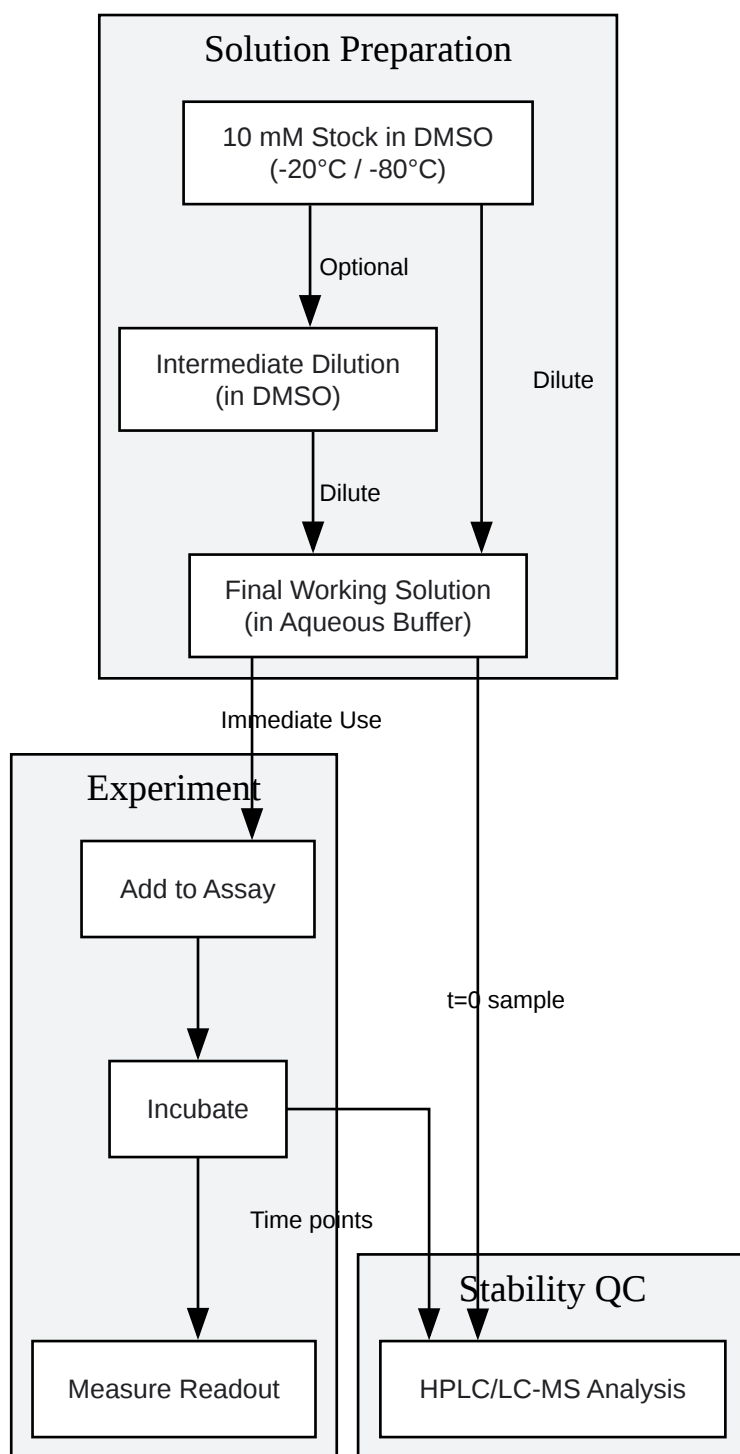 Solution Preparation
10 mM Stock in DMSO
(-20°C / -80°C)
Optional
Intermediate Dilution
(in DMSO)
Dilute
Dilute
Final Working Solution
(in Aqueous Buffer)
Immediate Use
Experiment
Add to Assay
t=0 sample
Incubate
Time points
Stability QC
Measure Readout
HPLC/LC-MS Analysis